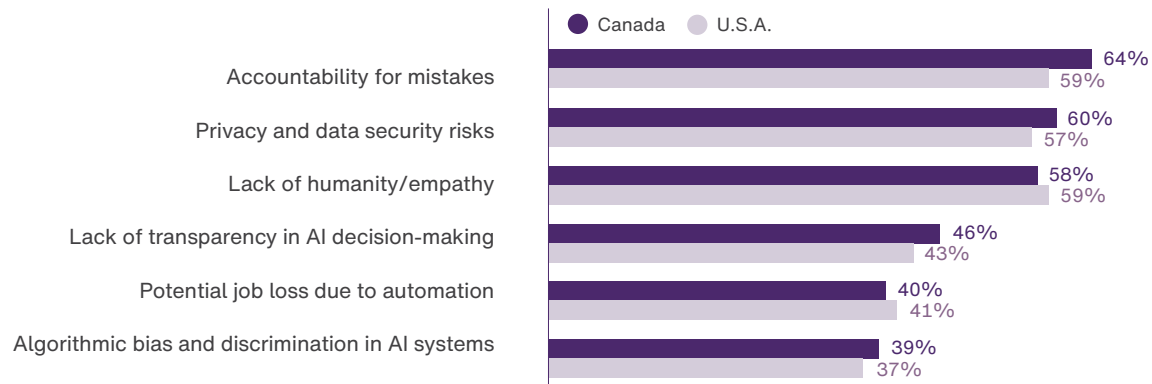 Canada U.S.A.
Accountability for mistakes 64%
59%
Privacy and data security risks 60%
57%
Lack of humanity/empathy 58%
59%
Lack of transparency in AI decision-making 46%
43%
Potential job loss due to automation 40%
41%
Algorithmic bias and discrimination in AI systems 39%
37%